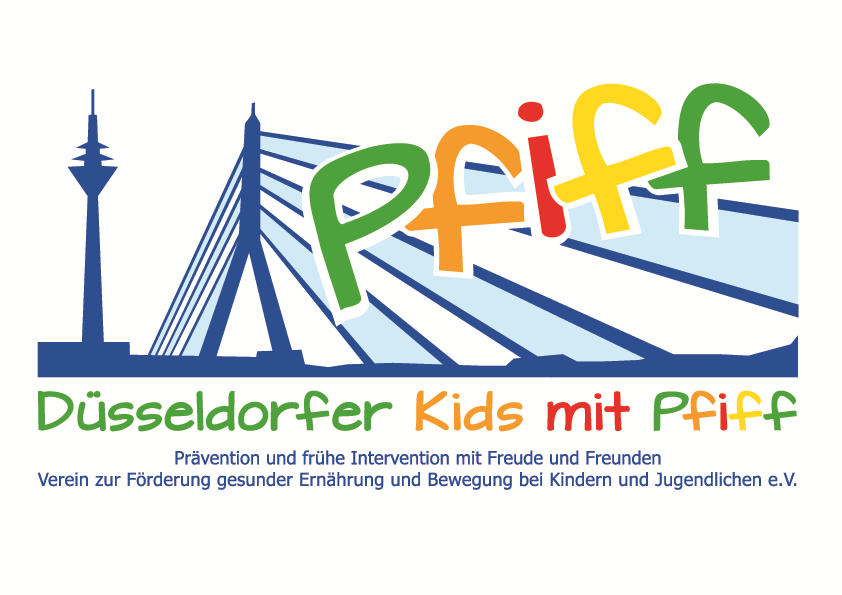 Pfiff
Düsseldorfer Kids mit Pfiff
Prävention und frühe Intervention mit Freude und Freunden
Verein zur Förderung gesunder Ernährung und Bewegung bei Kindern und Jugendlichen e.V.